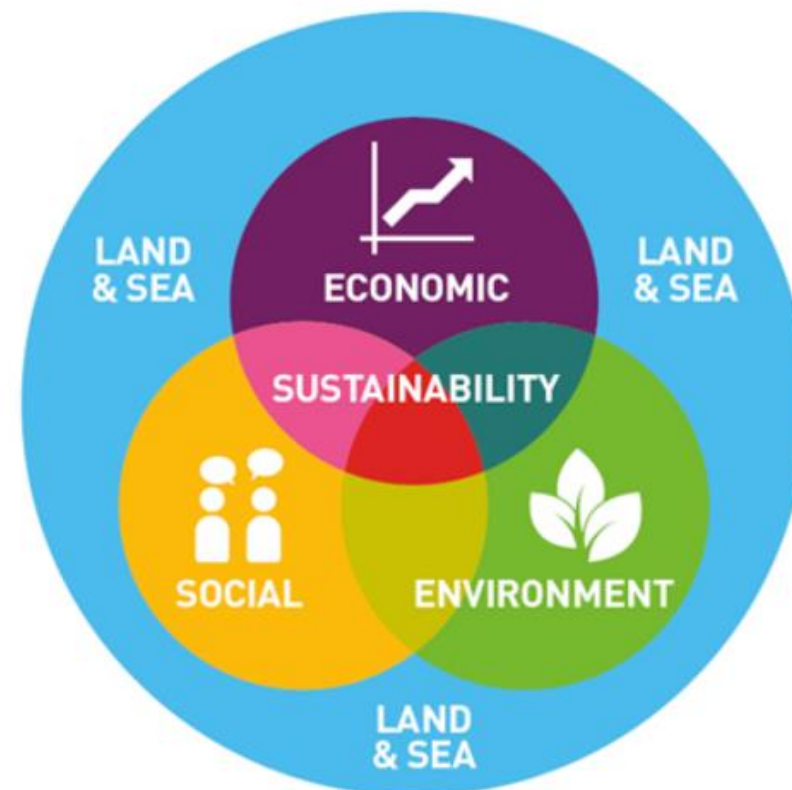 LAND
& SEA
LAND
& SEA
ECONOMIC
SUSTAINABILITY
SOCIAL
ENVIRONMENT
LAND
& SEA